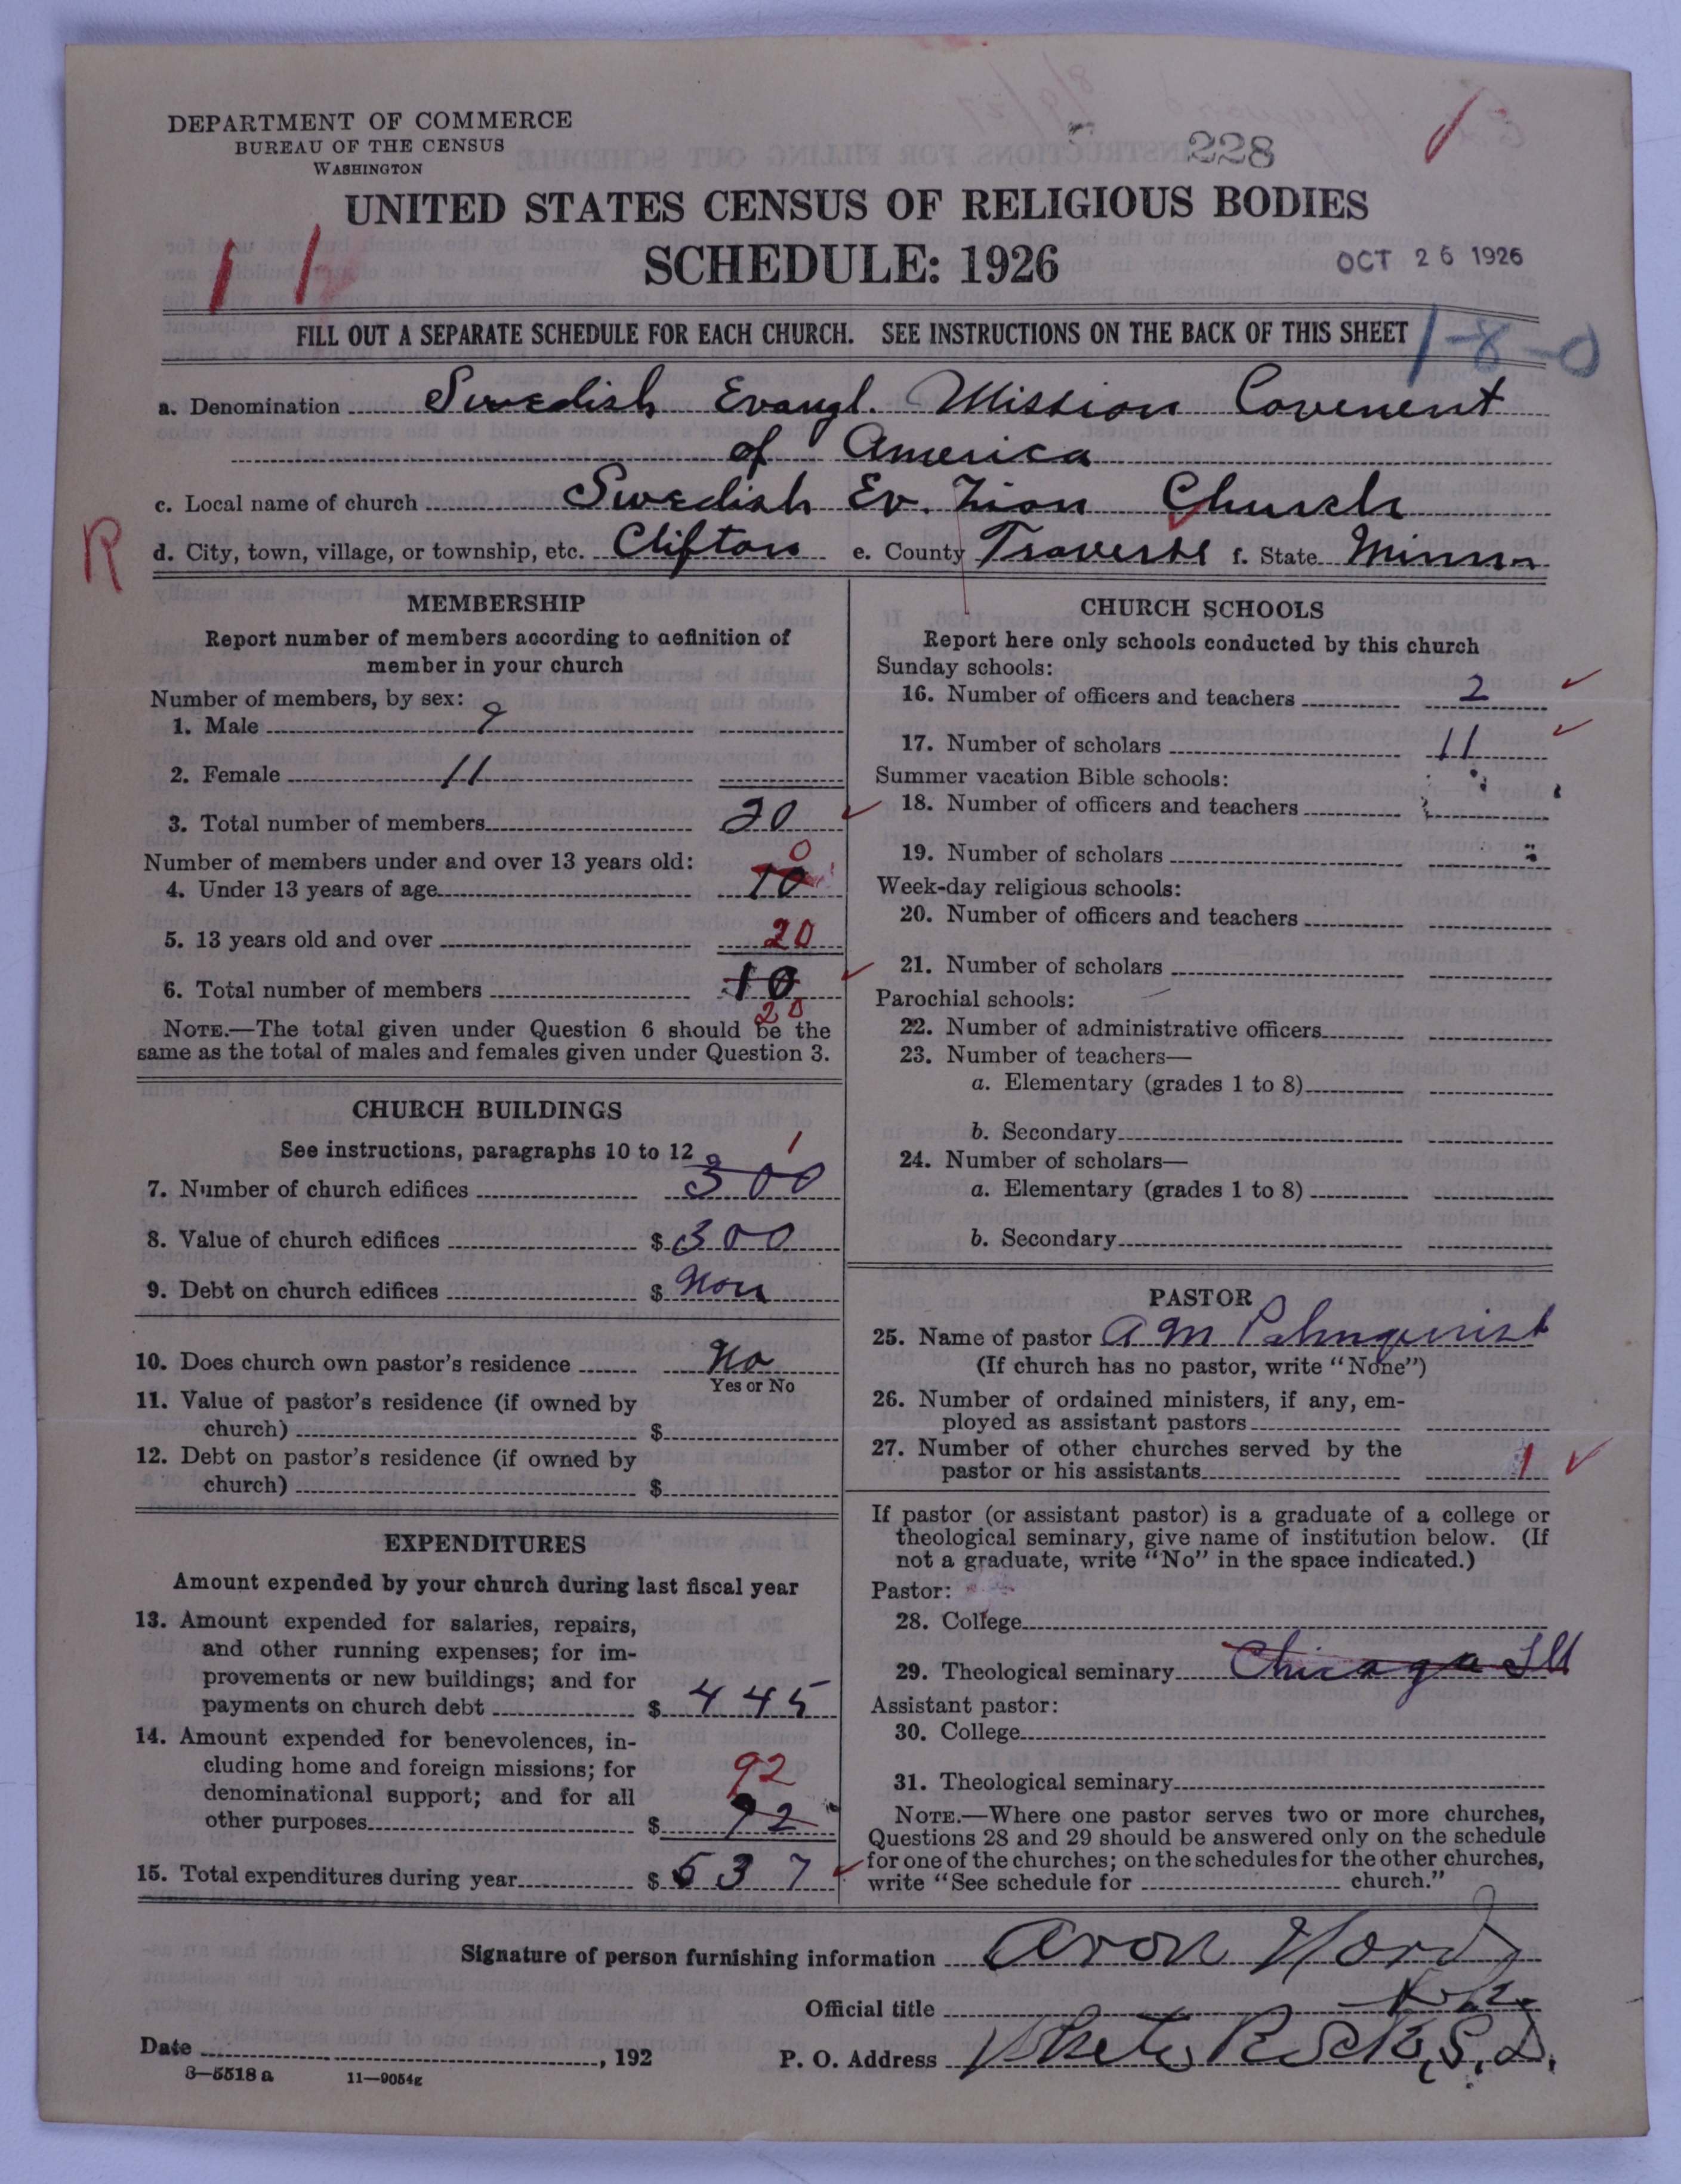 DEPARTMENT OF COMMERCE
BUREAU OF THE CENSUS
WASHINGTON
228
UNITED STATES CENSUS OF RELIGIOUS BODIES
SCHEDULE: 1926
OCT 26 1926
FILL OUT A SEPARATE SCHEDULE FOR EACH CHURCH. SEE INSTRUCTIONS ON THE BACK OF THIS SHEET
1-8-0
a. Denomination Swedish Evangl. Mission Covenent
of America
c. Local name of church Swedish Ev. Zion Church
R
d. City, town, village, or township, etc. Clifton e. County Traverse f. State Minn
MEMBERSHIP
Report number of members according to definition of
member in your church
Number of members, by sex:
1. Male 9
2. Female 11
3. Total number of members 20
Number of members under and over 13 years old:
0
4. Under 13 years of age 10
5. 13 years old and over 20
6. Total number of members 10
20
NOTE.—The total given under Question 6 should be the
same as the total of males and females given under Question 3.
CHURCH BUILDINGS
See instructions, paragraphs 10 to 12
1
7. Number of church edifices 300
8. Value of church edifices $ 300
9. Debt on church edifices $ Non
10. Does church own pastor's residence No
Yes or No
11. Value of pastor's residence (if owned by
church) $
12. Debt on pastor's residence (if owned by
church) $
EXPENDITURES
Amount expended by your church during last fiscal year
13. Amount expended for salaries, repairs,
and other running expenses; for im-
provements or new buildings; and for
payments on church debt $ 445
14. Amount expended for benevolences, in-
cluding home and foreign missions; for
denominational support; and for all
92
other purposes $ 92
15. Total expenditures during year $ 537
CHURCH SCHOOLS
Report here only schools conducted by this church
Sunday schools:
16. Number of officers and teachers 2
17. Number of scholars 11
Summer vacation Bible schools:
18. Number of officers and teachers
19. Number of scholars
Week-day religious schools:
20. Number of officers and teachers
21. Number of scholars
Parochial schools:
22. Number of administrative officers
23. Number of teachers—
a. Elementary (grades 1 to 8)
b. Secondary
24. Number of scholars—
a. Elementary (grades 1 to 8)
b. Secondary
PASTOR
25. Name of pastor A M Palmquist
(If church has no pastor, write "None")
26. Number of ordained ministers, if any, em-
ployed as assistant pastors
27. Number of other churches served by the
pastor or his assistants 1
If pastor (or assistant pastor) is a graduate of a college or
theological seminary, give name of institution below. (If
not a graduate, write "No" in the space indicated.)
Pastor:
28. College
29. Theological seminary Chicago Ill
Assistant pastor:
30. College
31. Theological seminary
NOTE.—Where one pastor serves two or more churches,
Questions 28 and 29 should be answered only on the schedule
for one of the churches; on the schedules for the other churches,
write "See schedule for church."
Signature of person furnishing information Aron Nord
Official title
Date , 192 P. O. Address White Rock, S. D.
8—5518 a 11—9054g